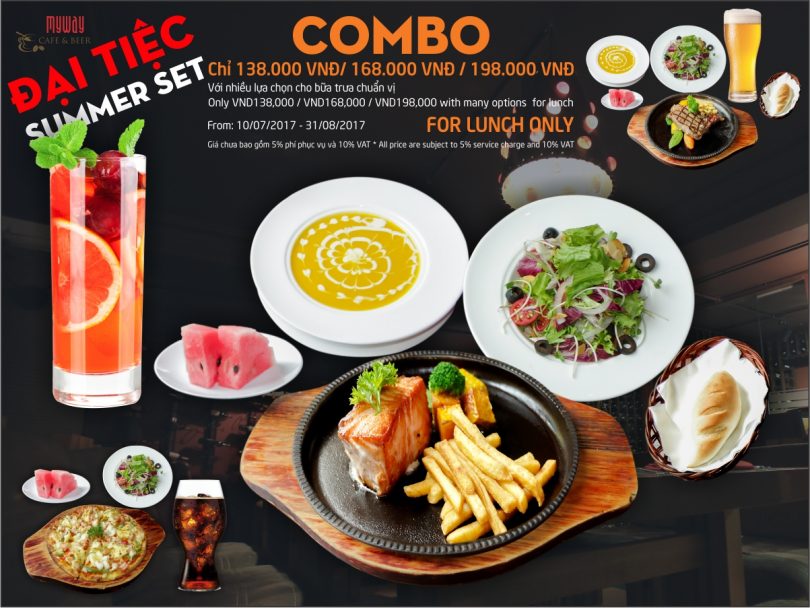 myway
CAFE & BEER
ĐẠI TIỆC
SUMMER SET
COMBO
Chỉ 138.000 VNĐ/ 168.000 VNĐ / 198.000 VNĐ
Với nhiều lựa chọn cho bữa trưa chuẩn vị
Only VND138,000 / VND168,000 / VND198,000 with many options for lunch
From: 10/07/2017 - 31/08/2017
FOR LUNCH ONLY
Giá chưa bao gồm 5% phí phục vụ và 10% VAT * All price are subject to 5% service charge and 10% VAT